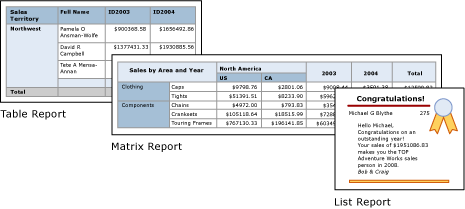 Sales Territory
Full Name
ID2003
ID2004
Northwest
Pamela O Ansman-Wolfe
$900368.58
$1656492.86
David R Campbell
$1377431.33
$1930885.56
Tete A Mensa-Annan
Total
Table Report
Sales by Area and Year
North America
2003
2004
Total
US
CA
Clothing
Caps
$9798.76
$2801.06
Tights
$51391.51
$8233.90
Components
Chains
$4972.00
$793.83
Cranksets
$105118.64
$18515.99
Touring Frames
$767130.33
$196141.85
Matrix Report
Congratulations!
Michael G Blythe
275
Hello Michael,
Congratulations on an
outstanding year!
Your sales of $1951086.83
makes you the TOP
Adventure Works sales
person in 2008.
Bob & Craig
List Report